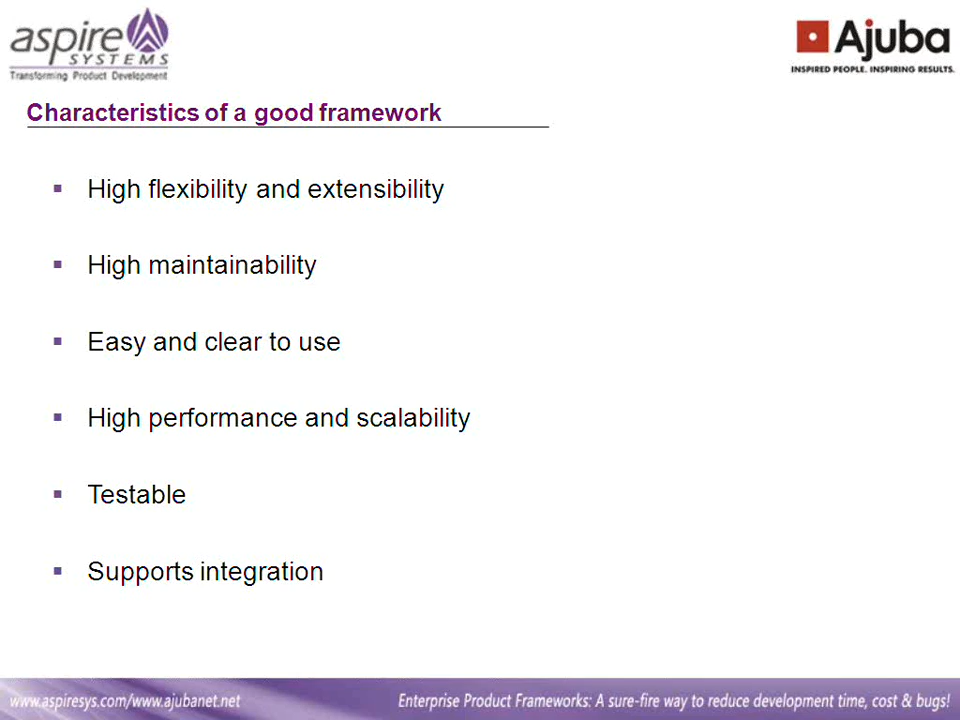 aspire
SYSTEMS
Transforming Product Development
Ajuba
INSPIRED PEOPLE. INSPIRING RESULTS.
Characteristics of a good framework
High flexibility and extensibility
High maintainability
Easy and clear to use
High performance and scalability
Testable
Supports integration
www.aspiresys.com/www.ajubanet.net
Enterprise Product Frameworks: A sure-fire way to reduce development time, cost & bugs!